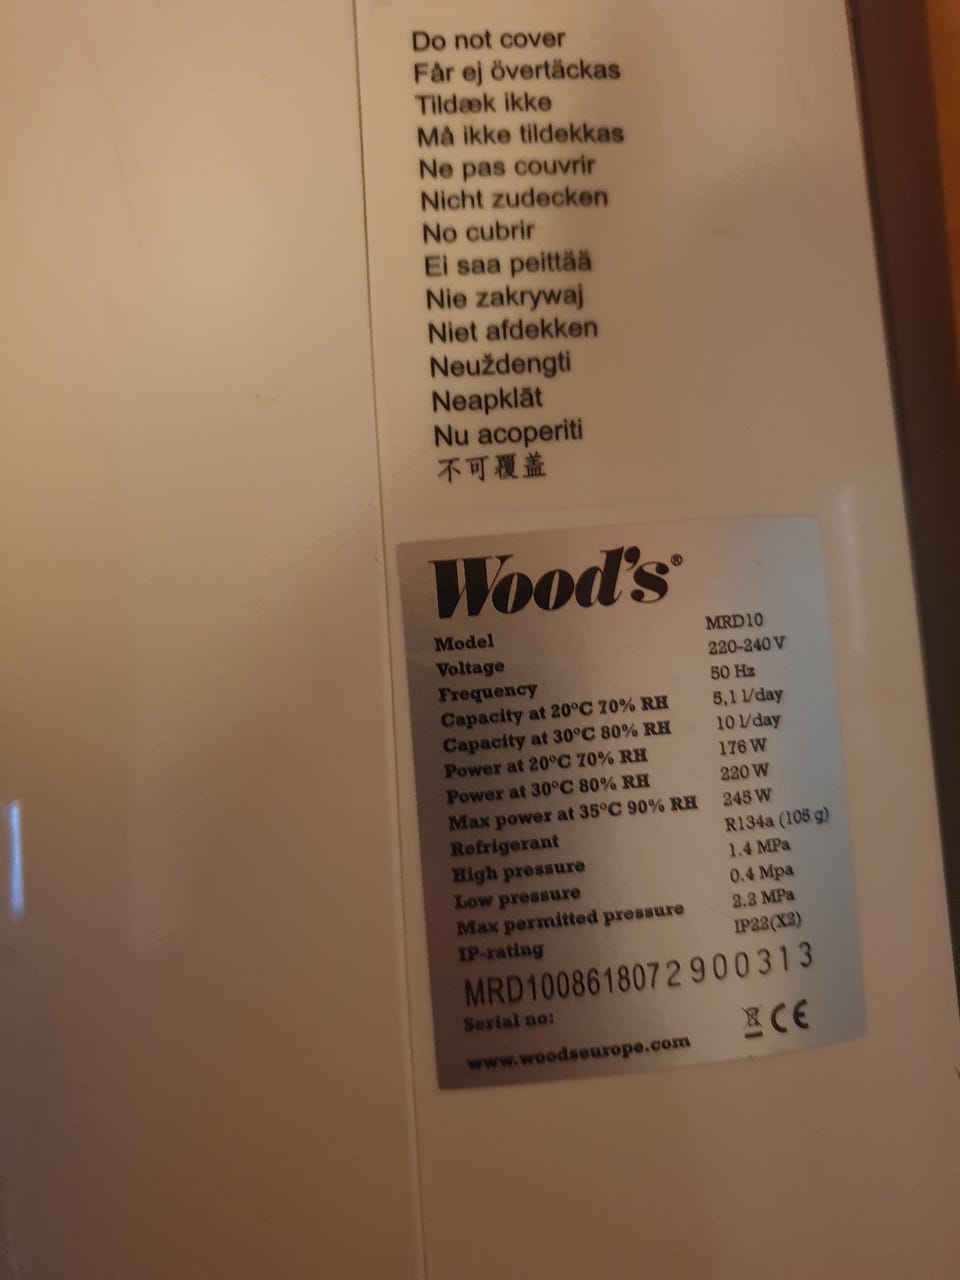 Do not cover
Får ej övertäckas
Tildæk ikke
Må ikke tildekkas
Ne pas couvrir
Nicht zudecken
No cubrir
Ei saa peittää
Nie zakrywaj
Niet afdekken
Neuždengti
Neapklāt
Nu acoperiti
不可覆盖
Wood's®
Model MRD10
Voltage 220-240 V
Frequency 50 Hz
Capacity at 20°C 70% RH 5,1 l/day
Capacity at 30°C 80% RH 10 l/day
Power at 20°C 70% RH 176 W
Power at 30°C 80% RH 220 W
Max power at 35°C 90% RH 245 W
Refrigerant R134a (105 g)
High pressure 1.4 MPa
Low pressure 0.4 Mpa
Max permitted pressure 2.2 MPa
IP-rating IP22(X2)
MRD1008618072900313
Serial no:
CE
www.woodseurope.com